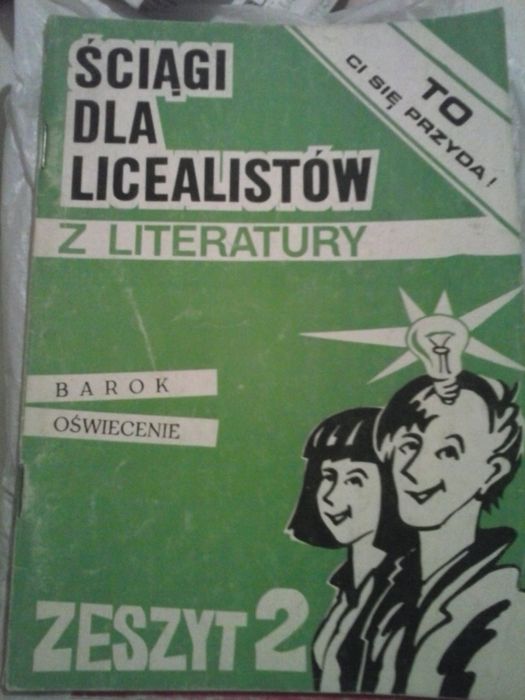 ŚCIĄGI
DLA
LICEALISTÓW
Z LITERATURY
TO
CI SIĘ PRZYDA!
BAROK
OŚWIECENIE
ZESZYT 2